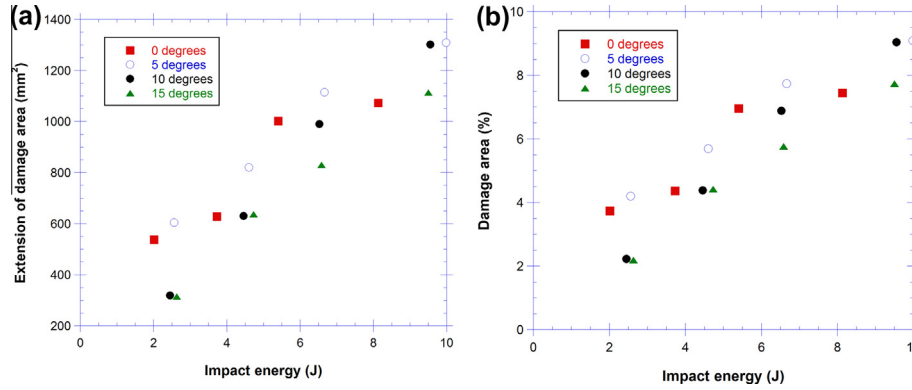 (a)
Extension of damage area (mm²)
1400
1200
1000
800
600
400
200
0 degrees
5 degrees
10 degrees
15 degrees
0
2
4
6
8
10
Impact energy (J)
(b)
Damage area (%)
10
8
6
4
2
0
0 degrees
5 degrees
10 degrees
15 degrees
0
2
4
6
8
Impact energy (J)